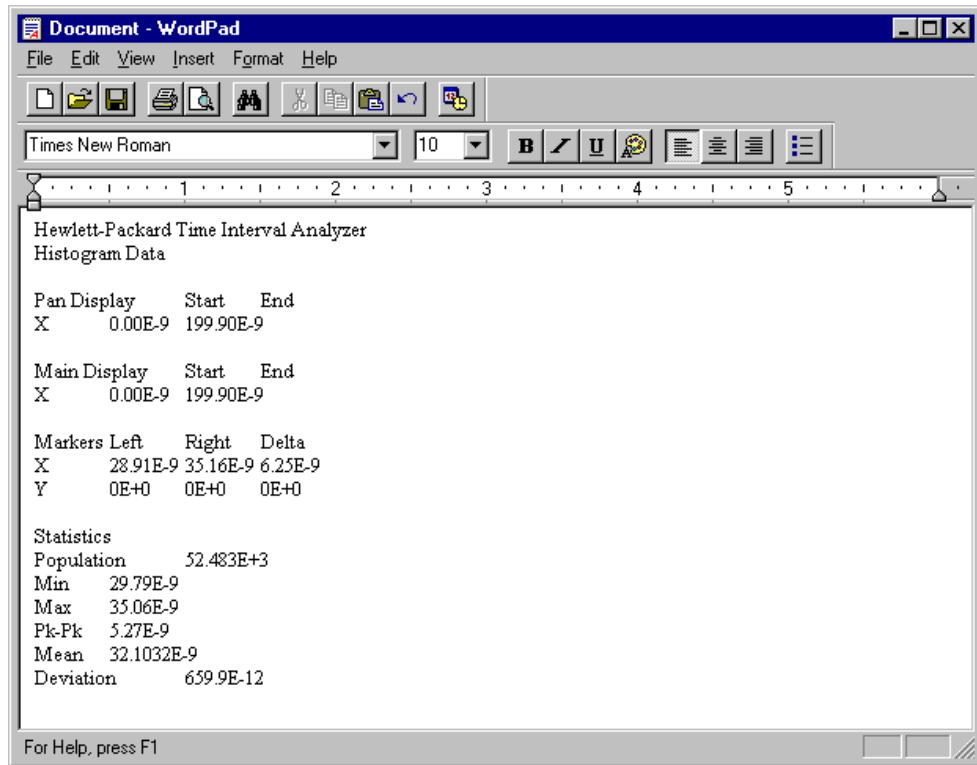 Document - WordPad
File Edit View Insert Format Help
Times New Roman 10 B I U
1 2 3 4 5
Hewlett-Packard Time Interval Analyzer
Histogram Data
Pan Display Start End
X 0.00E-9 199.90E-9
Main Display Start End
X 0.00E-9 199.90E-9
Markers Left Right Delta
X 28.91E-9 35.16E-9 6.25E-9
Y 0E+0 0E+0 0E+0
Statistics
Population 52.483E+3
Min 29.79E-9
Max 35.06E-9
Pk-Pk 5.27E-9
Mean 32.1032E-9
Deviation 659.9E-12
For Help, press F1